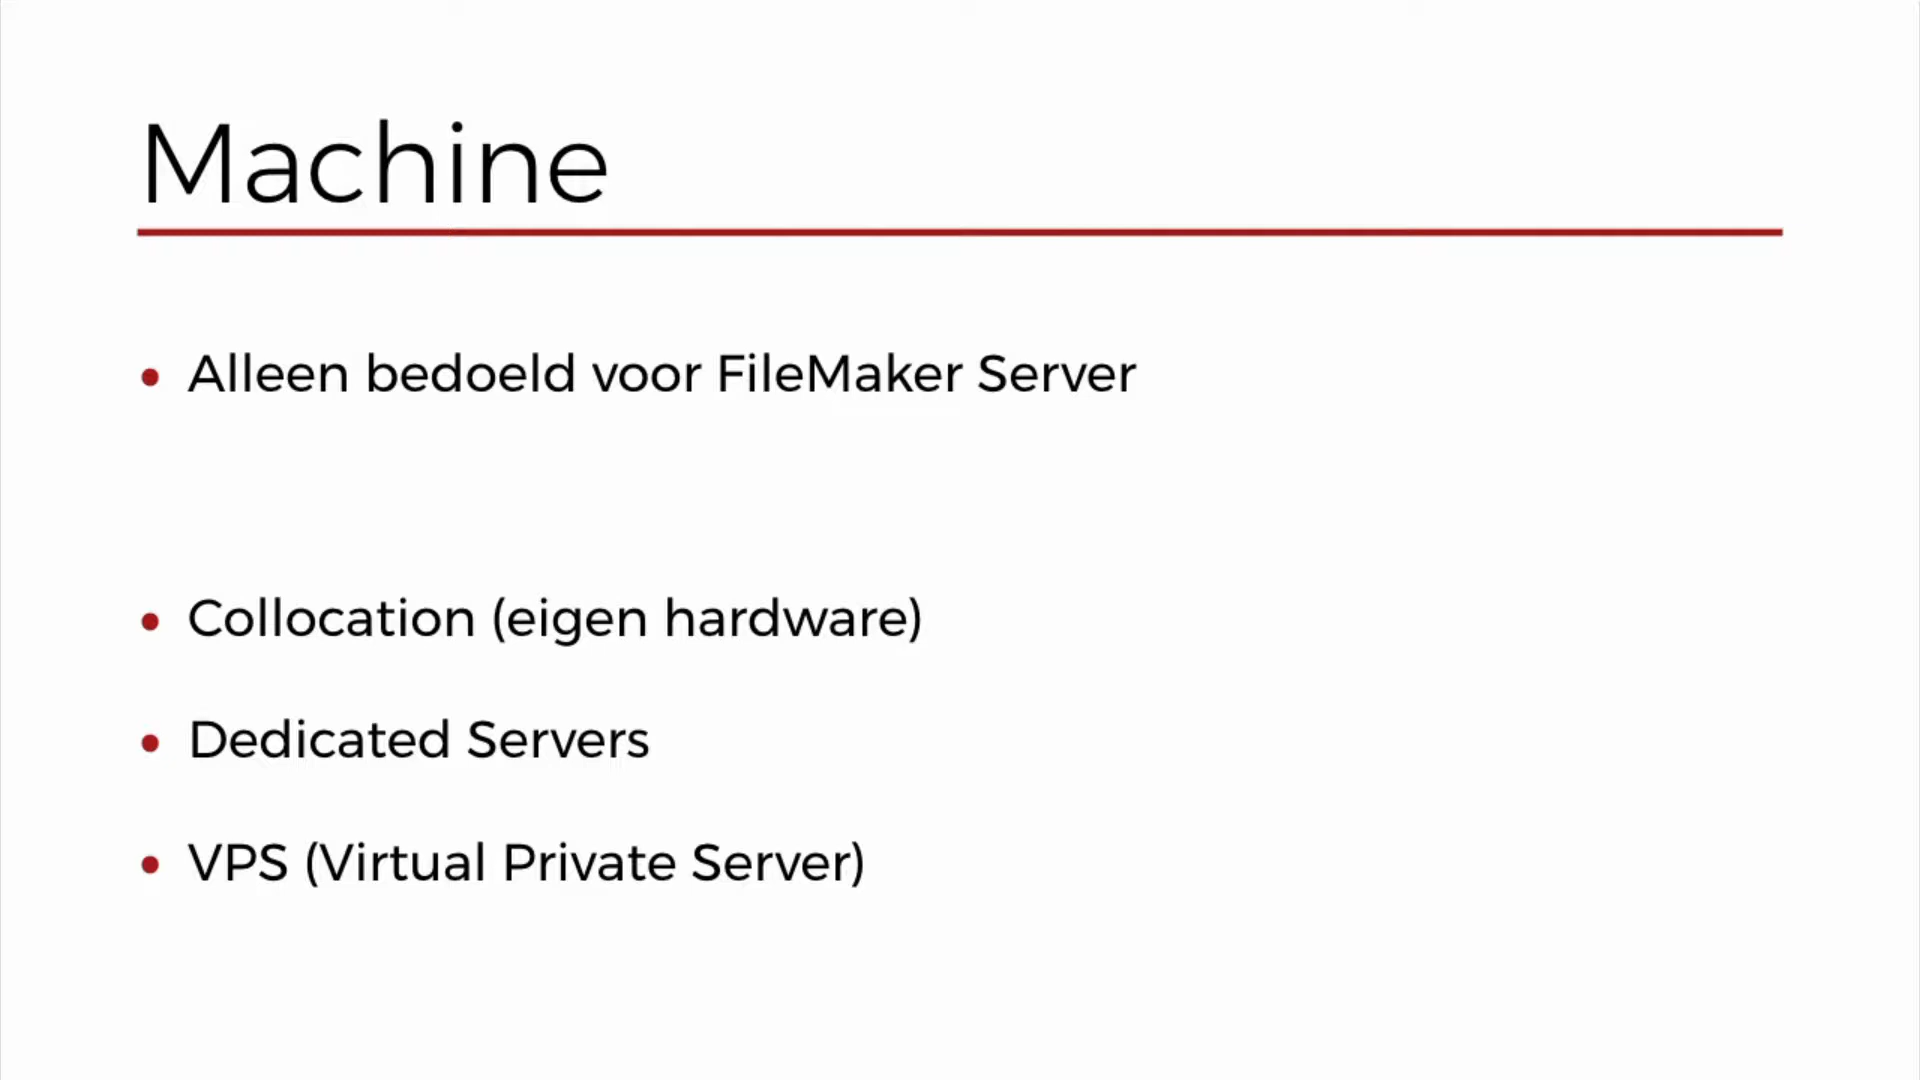 Machine
• Alleen bedoeld voor FileMaker Server
• Collocation (eigen hardware)
• Dedicated Servers
• VPS (Virtual Private Server)